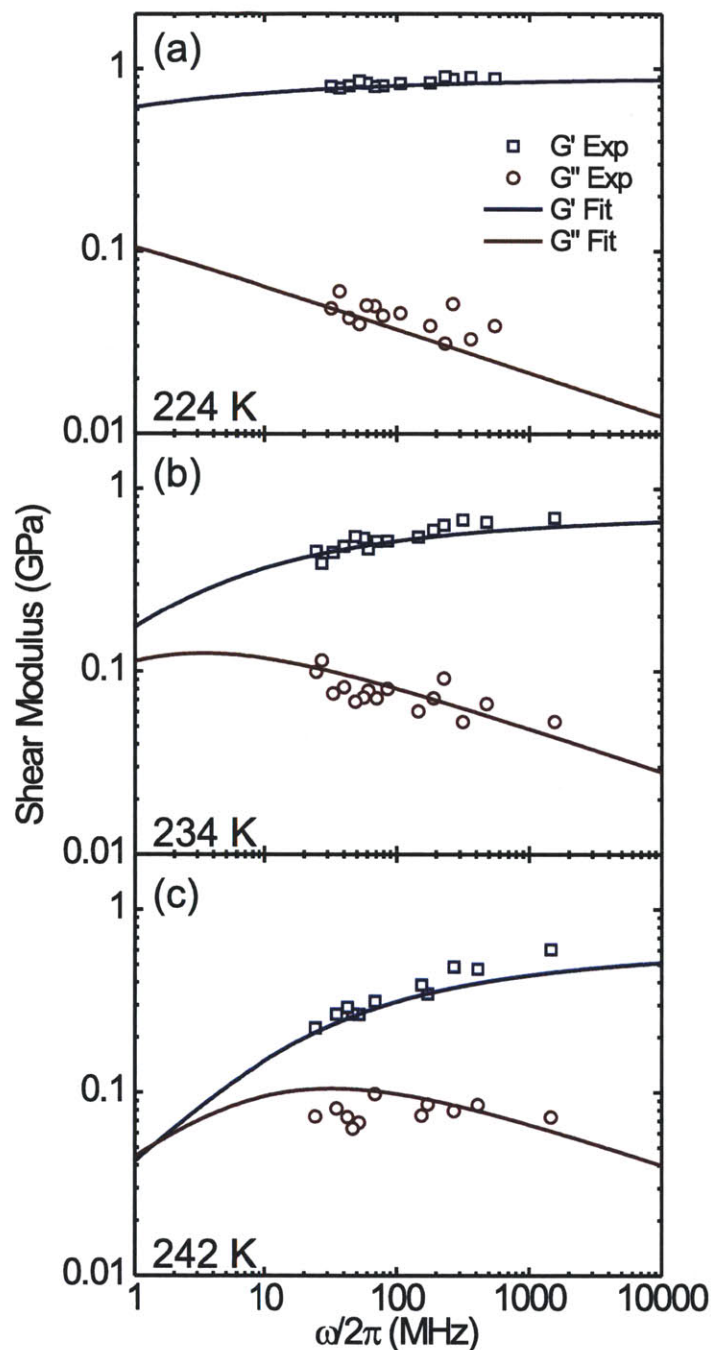 (a)
1
G' Exp
G" Exp
G' Fit
G" Fit
0.1
224 K
0.01
(b)
1
0.1
234 K
0.01
(c)
1
0.1
242 K
0.01
1 10 100 1000 10000
ω/2π (MHz)
Shear Modulus (GPa)